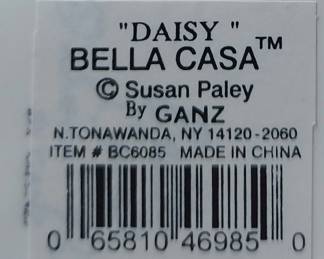 "DAISY "
BELLA CASA™
© Susan Paley
By GANZ
N.TONAWANDA, NY 14120-2060
ITEM # BC6085 MADE IN CHINA
0 65810 46985 0